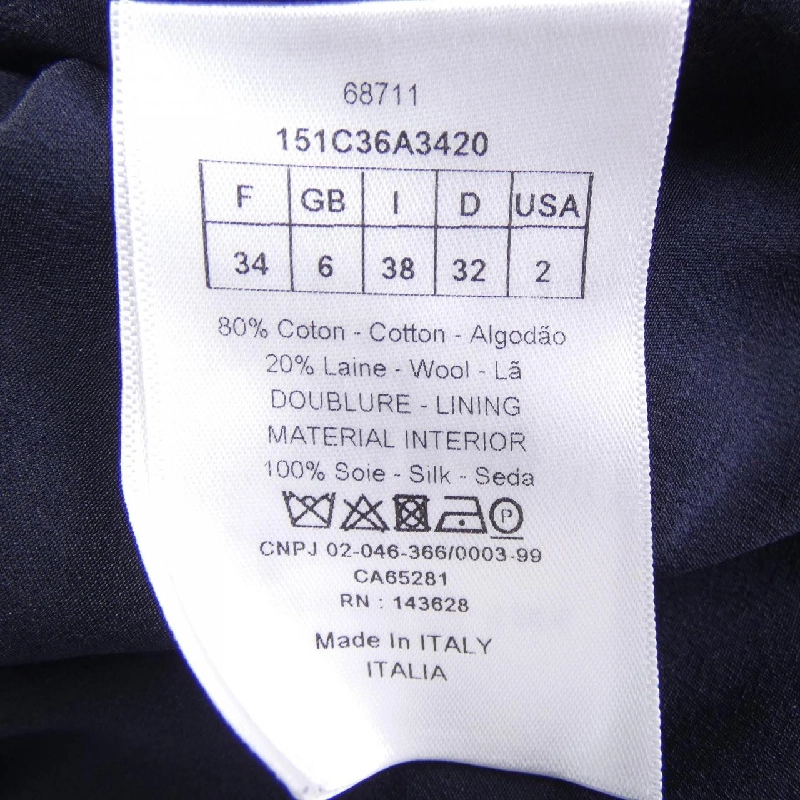 68711
151C36A3420
F GB I D USA
34 6 38 32 2
80% Coton - Cotton - Algodão
20% Laine - Wool - Lã
DOUBLURE - LINING
MATERIAL INTERIOR
100% Soie - Silk - Seda
P
CNPJ 02-046-366/0003-99
CA65281
RN : 143628
Made In ITALY
ITALIA